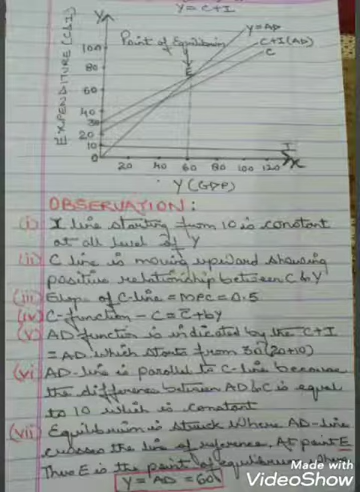 Y = C+I
EXPENDITURE (C&I)
Y
Y=AD
C+I(AD)
C
Point of Equilibrium
E
100
80
60
40
30
20
10
0
I
X
20 40 60 80 100 120
Y(GDP)
OBSERVATION:
(i) I line starting from 10 is constant
at all level of Y
(ii) C line is moving upward showing
positive relationship between C & Y
(iii) Slope of C-line = MPC = 0.5
(iv) C-function - C = C̅ + bY
(v) AD function is indicated by the C+I
= AD which starts from 30 (20+10)
(vi) AD-line is parallel to C-line because
the difference between AD & C is equal
to 10 which is constant
(vii) Equilibrium is struck where AD-line
crosses the line of reference. At point E
Thus E is the point of equilibrium where
Y = AD = 60
Made with
VideoShow